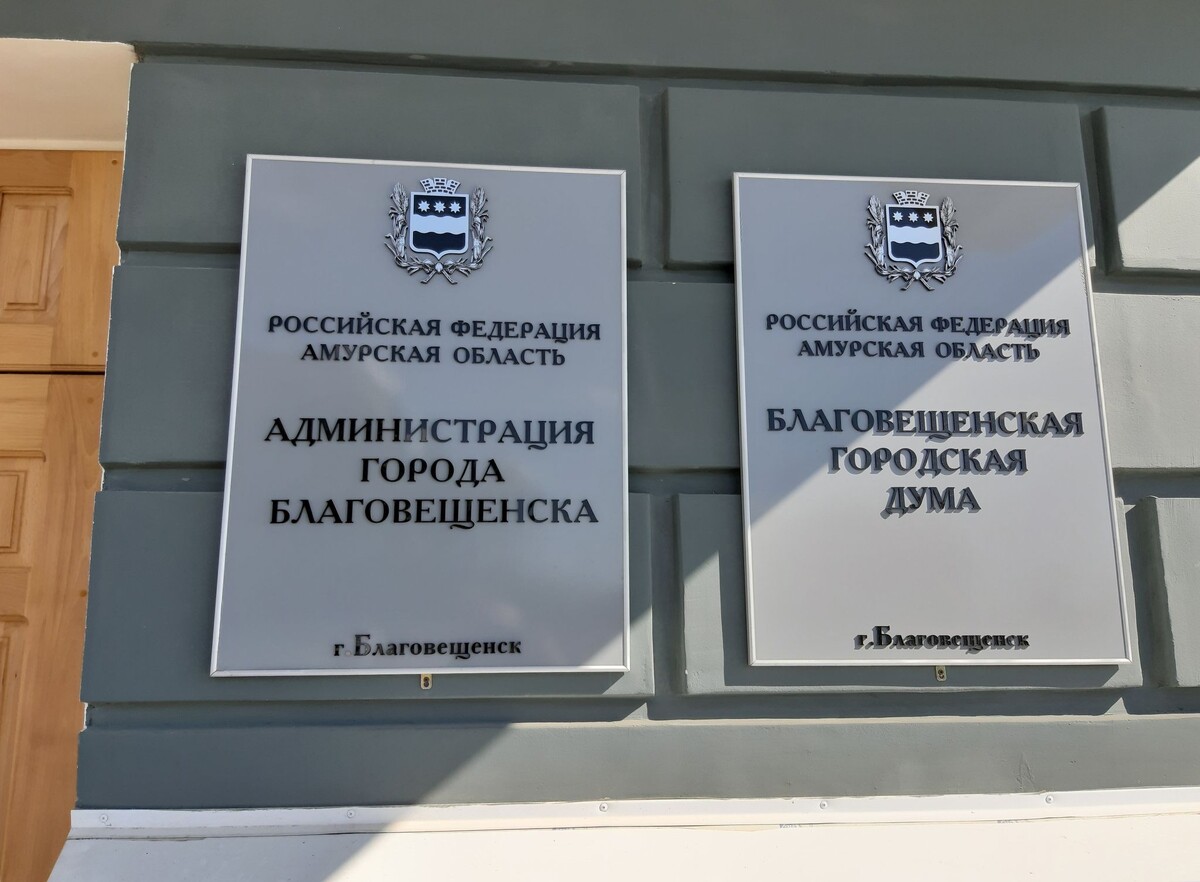 РОССИЙСКАЯ ФЕДЕРАЦИЯ
АМУРСКАЯ ОБЛАСТЬ
АДМИНИСТРАЦИЯ
ГОРОДА
БЛАГОВЕЩЕНСКА
г.Благовещенск
РОССИЙСКАЯ ФЕДЕРАЦИЯ
АМУРСКАЯ ОБЛАСТЬ
БЛАГОВЕЩЕНСКАЯ
ГОРОДСКАЯ
ДУМА
г.Благовещенск